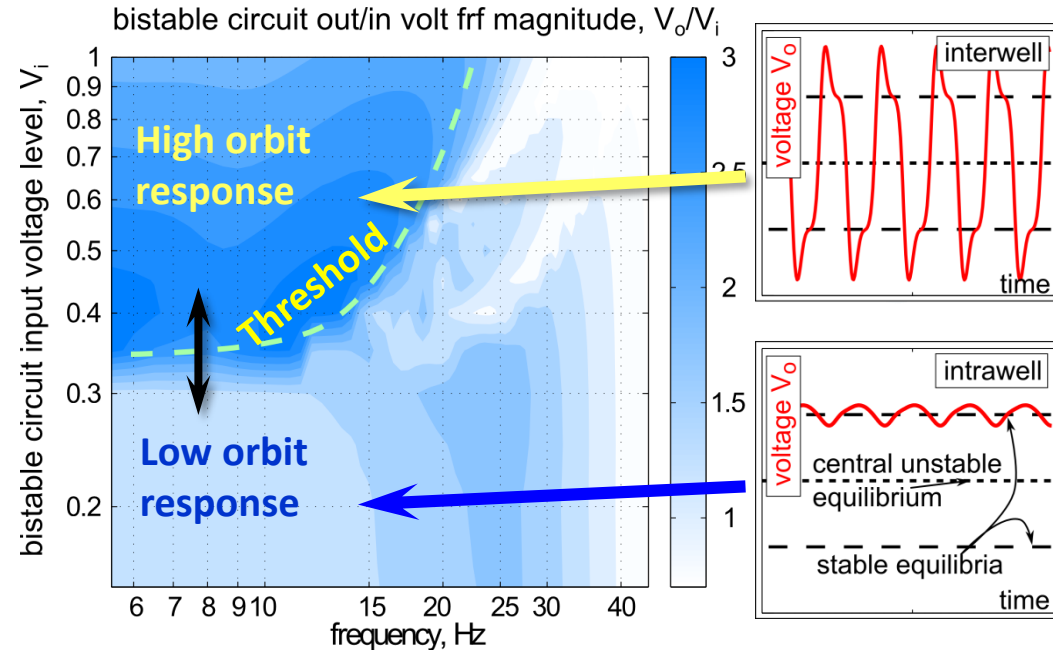 bistable circuit out/in volt frf magnitude, Vo/Vi
bistable circuit input voltage level, Vi
1
0.9
0.8
0.7
0.6
0.5
0.4
0.3
0.2
High orbit
response
Threshold
Low orbit
response
6 7 8 9 10 15 20 25 30 40
frequency, Hz
3
2.5
2
1.5
1
voltage Vo
interwell
time
voltage Vo
intrawell
central unstable
equilibrium
stable equilibria
time